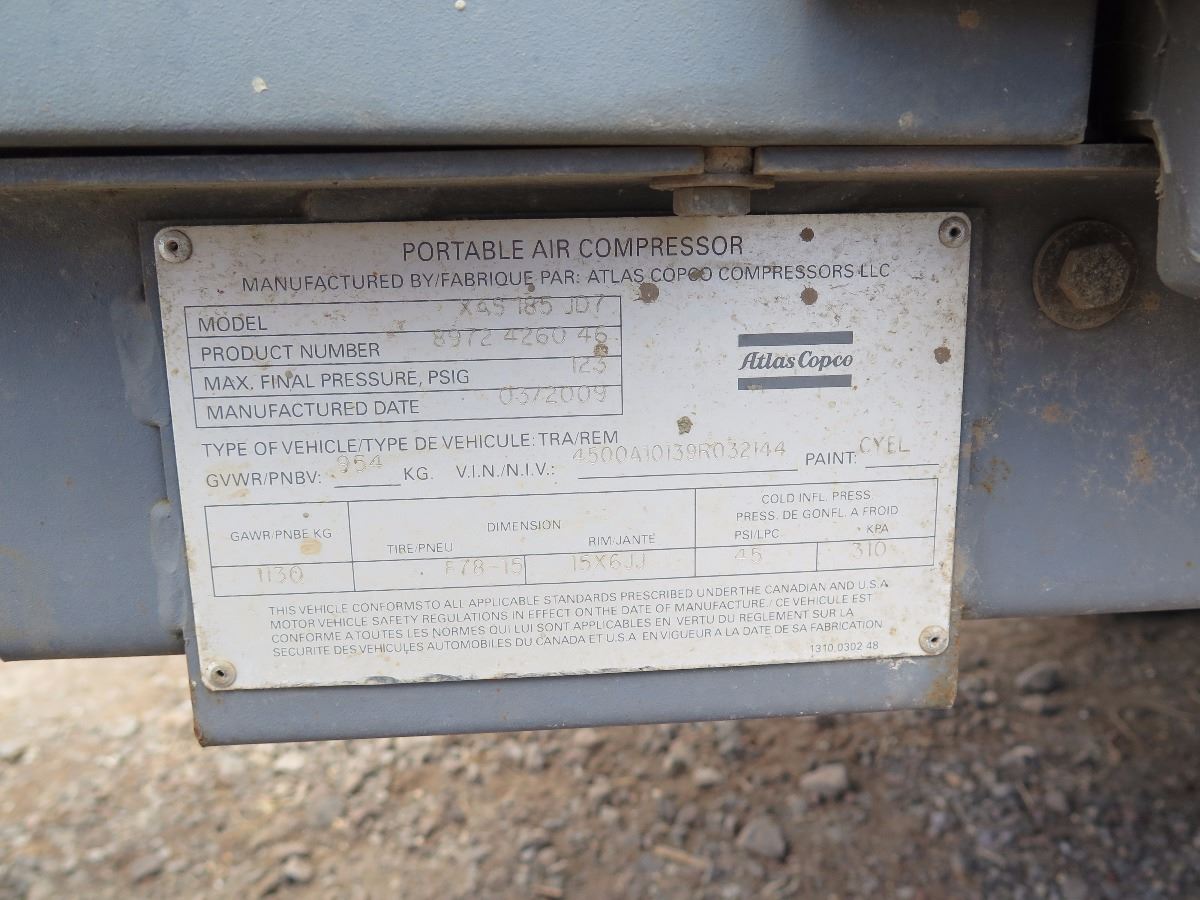 PORTABLE AIR COMPRESSOR
MANUFACTURED BY/FABRIQUE PAR: ATLAS COPCO COMPRESSORS LLC
MODEL XAS 185 JD7
PRODUCT NUMBER 8972 4260 46
MAX. FINAL PRESSURE, PSIG 123
MANUFACTURED DATE 03/2009
Atlas Copco
TYPE OF VEHICLE/TYPE DE VEHICULE: TRA/REM
GVWR/PNBV: 954 KG. V.I.N./N.I.V.: 4500A10139R032144 PAINT: CYEL
GAWR/PNBE KG DIMENSION COLD INFL. PRESS.
PRESS. DE GONFL. A FROID
TIRE/PNEU RIM/JANTE PSI/LPC KPA
1130 F78-15 15X6JJ 45 310
THIS VEHICLE CONFORMS TO ALL APPLICABLE STANDARDS PRESCRIBED UNDER THE CANADIAN AND U.S.A.
MOTOR VEHICLE SAFETY REGULATIONS IN EFFECT ON THE DATE OF MANUFACTURE./ CE VEHICULE EST
CONFORME A TOUTES LES NORMES QUI LUI SONT APPLICABLES EN VERTU DU REGLEMENT SUR LA
SECURITE DES VEHICULES AUTOMOBILES DU CANADA ET U.S.A. EN VIGUEUR A LA DATE DE SA FABRICATION
1310 0302 48